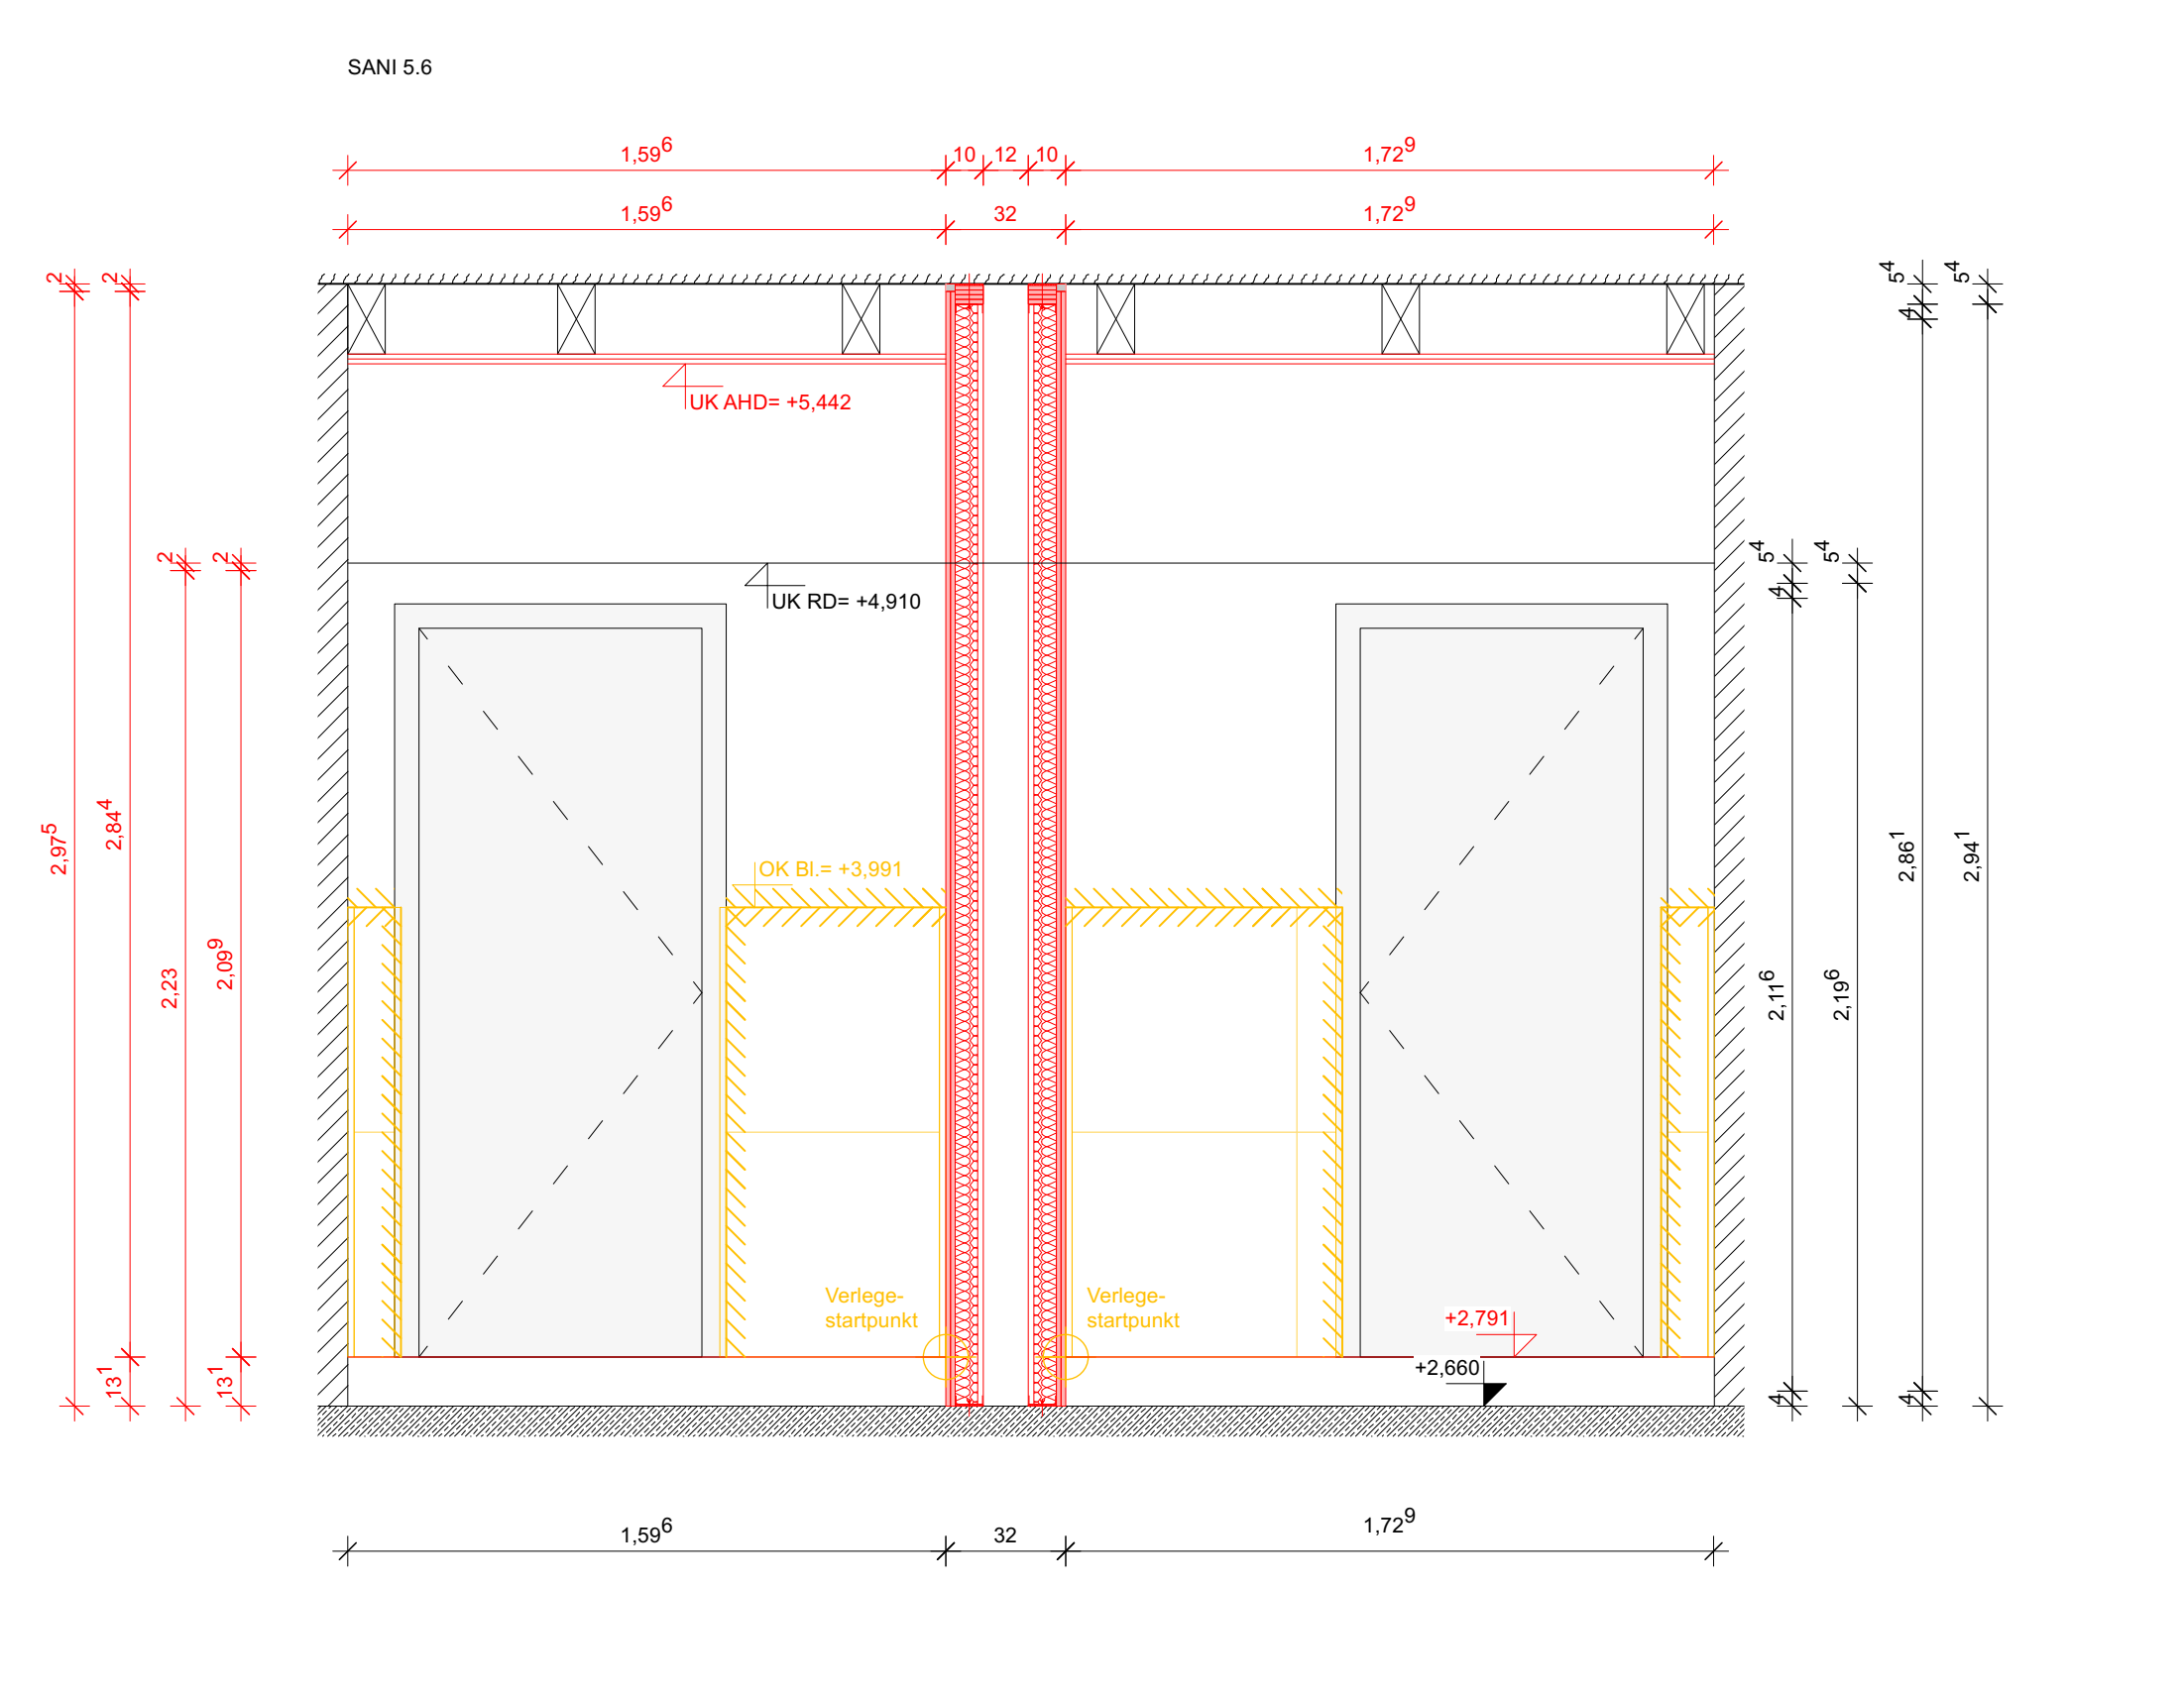 SANI 5.6
1,59⁶ 10 12 10 1,72⁹
1,59⁶ 32 1,72⁹
2 2 5⁴ 5⁴
4
UK AHD= +5,442
2 2 5⁴ 5⁴
4
UK RD= +4,910
2,97⁵ 2,84⁴ 2,86¹ 2,94¹
OK Bl.= +3,991
2,23 2,09⁹ 2,11⁶ 2,19⁶
Verlege-
startpunkt
Verlege-
startpunkt
+2,791
+2,660
13¹ 13¹ 4 4
1,59⁶ 32 1,72⁹